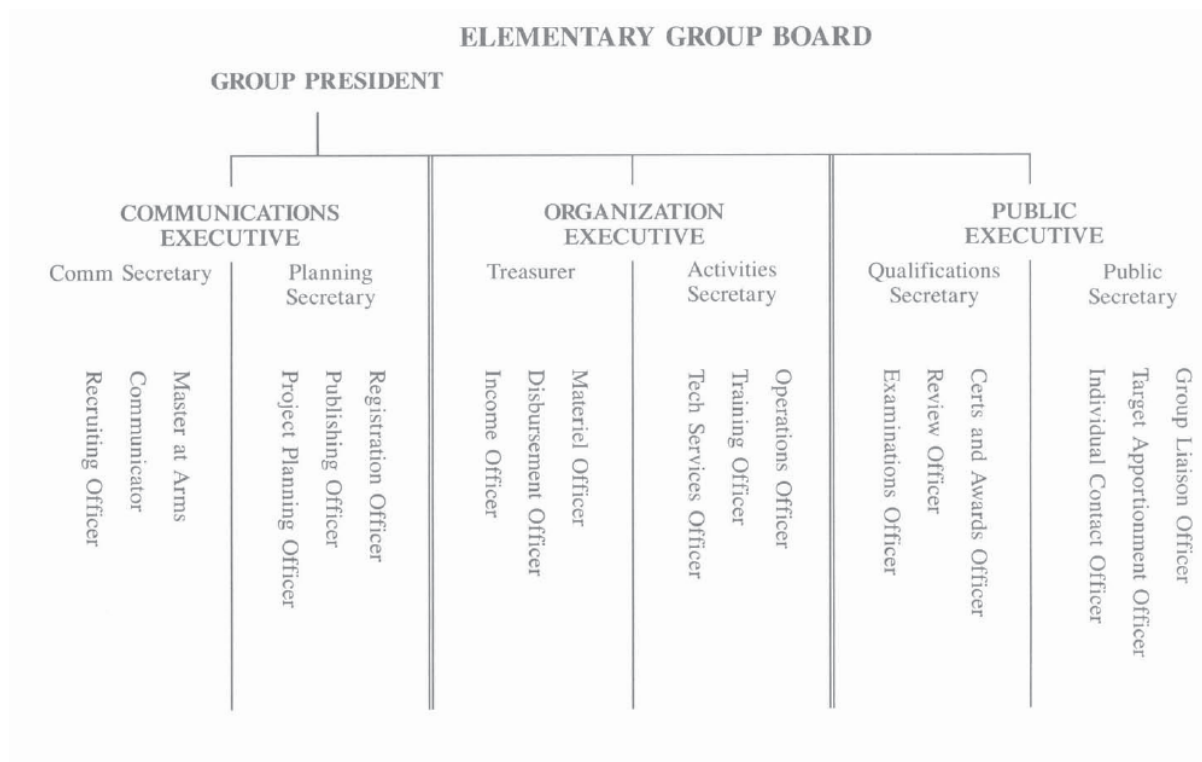 ELEMENTARY GROUP BOARD
GROUP PRESIDENT
COMMUNICATIONS
EXECUTIVE
ORGANIZATION
EXECUTIVE
PUBLIC
EXECUTIVE
Comm Secretary
Planning
Secretary
Treasurer
Activities
Secretary
Qualifications
Secretary
Public
Secretary
Recruiting Officer
Communicator
Master at Arms
Project Planning Officer
Publishing Officer
Registration Officer
Income Officer
Disbursement Officer
Materiel Officer
Tech Services Officer
Training Officer
Operations Officer
Examinations Officer
Review Officer
Certs and Awards Officer
Individual Contact Officer
Target Apportionment Officer
Group Liaison Officer